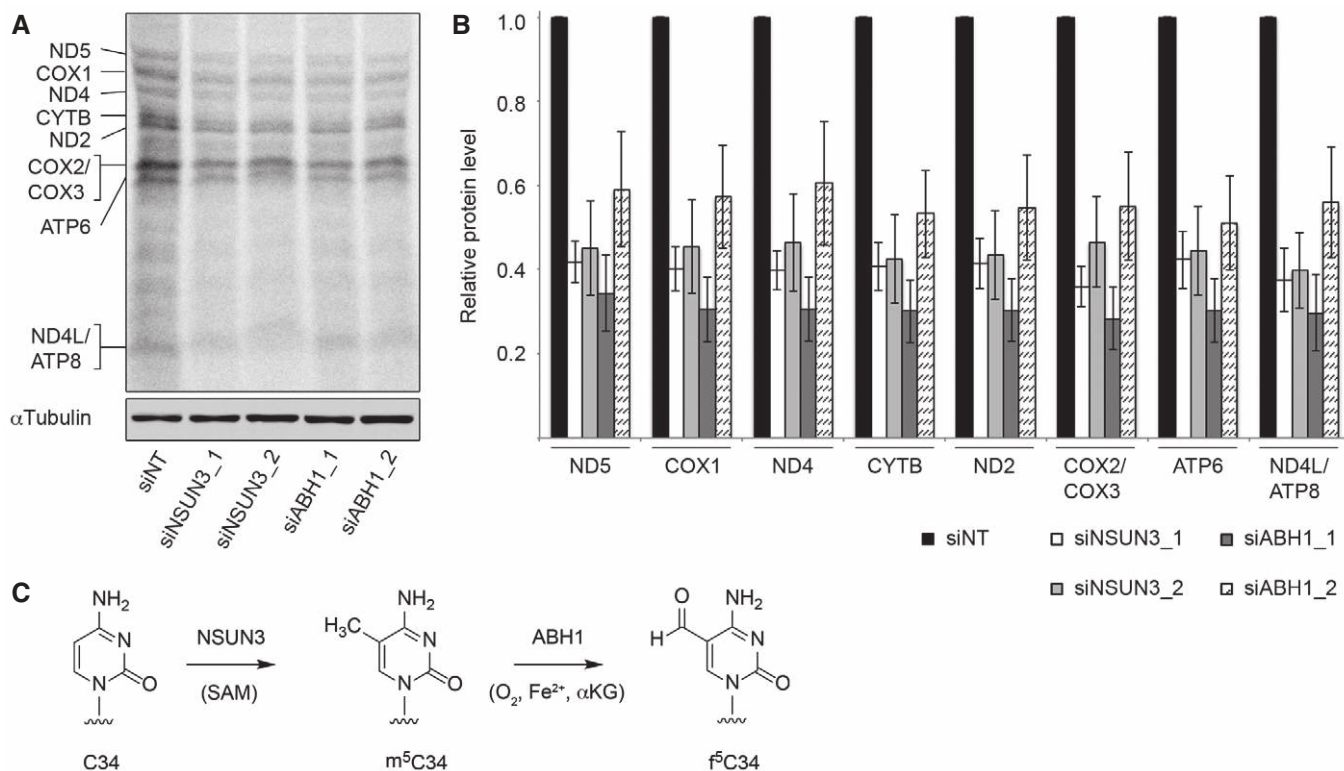 A
ND5
COX1
ND4
CYTB
ND2
COX2/
COX3
ATP6
ND4L/
ATP8
αTubulin
siNT
siNSUN3_1
siNSUN3_2
siABH1_1
siABH1_2
B
Relative protein level
1.0
0.8
0.6
0.4
0.2
ND5
COX1
ND4
CYTB
ND2
COX2/
COX3
ATP6
ND4L/
ATP8
siNT
siNSUN3_1
siABH1_1
siNSUN3_2
siABH1_2
C
NH₂
N
N
O
C34
NSUN3
(SAM)
H₃C
NH₂
N
N
O
m⁵C34
ABH1
(O₂, Fe²⁺, αKG)
O
H
NH₂
N
N
O
f⁵C34